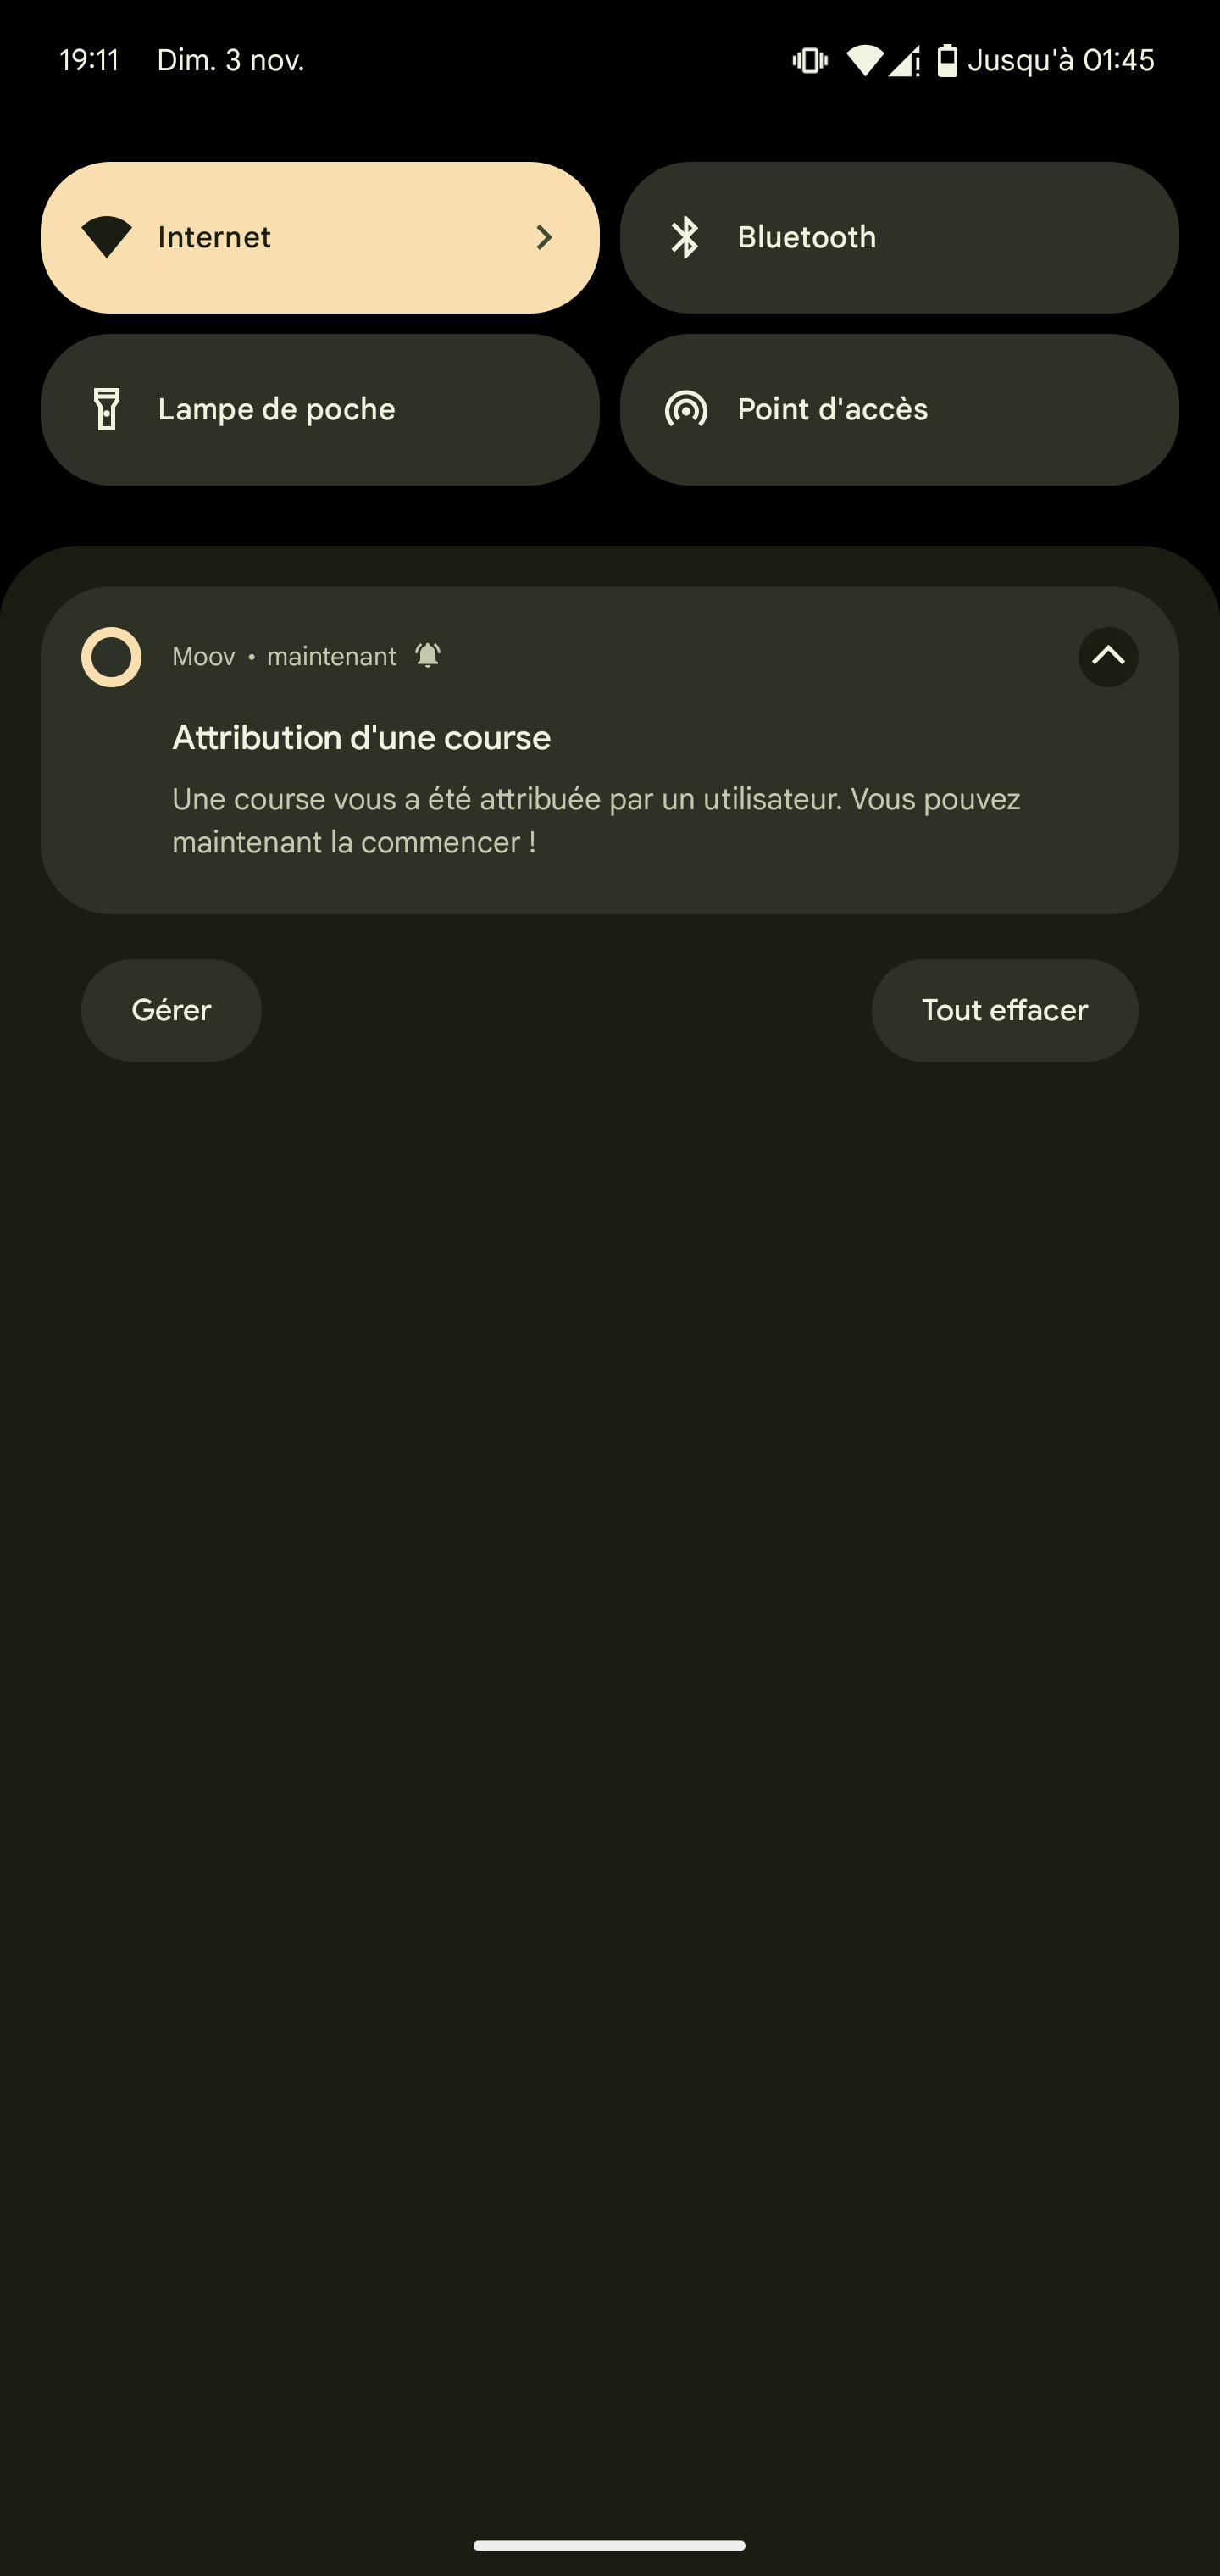 19:11 Dim. 3 nov. Jusqu'à 01:45
Internet
Bluetooth
Lampe de poche
Point d'accès
Moov • maintenant
Attribution d'une course
Une course vous a été attribuée par un utilisateur. Vous pouvez
maintenant la commencer !
Gérer
Tout effacer